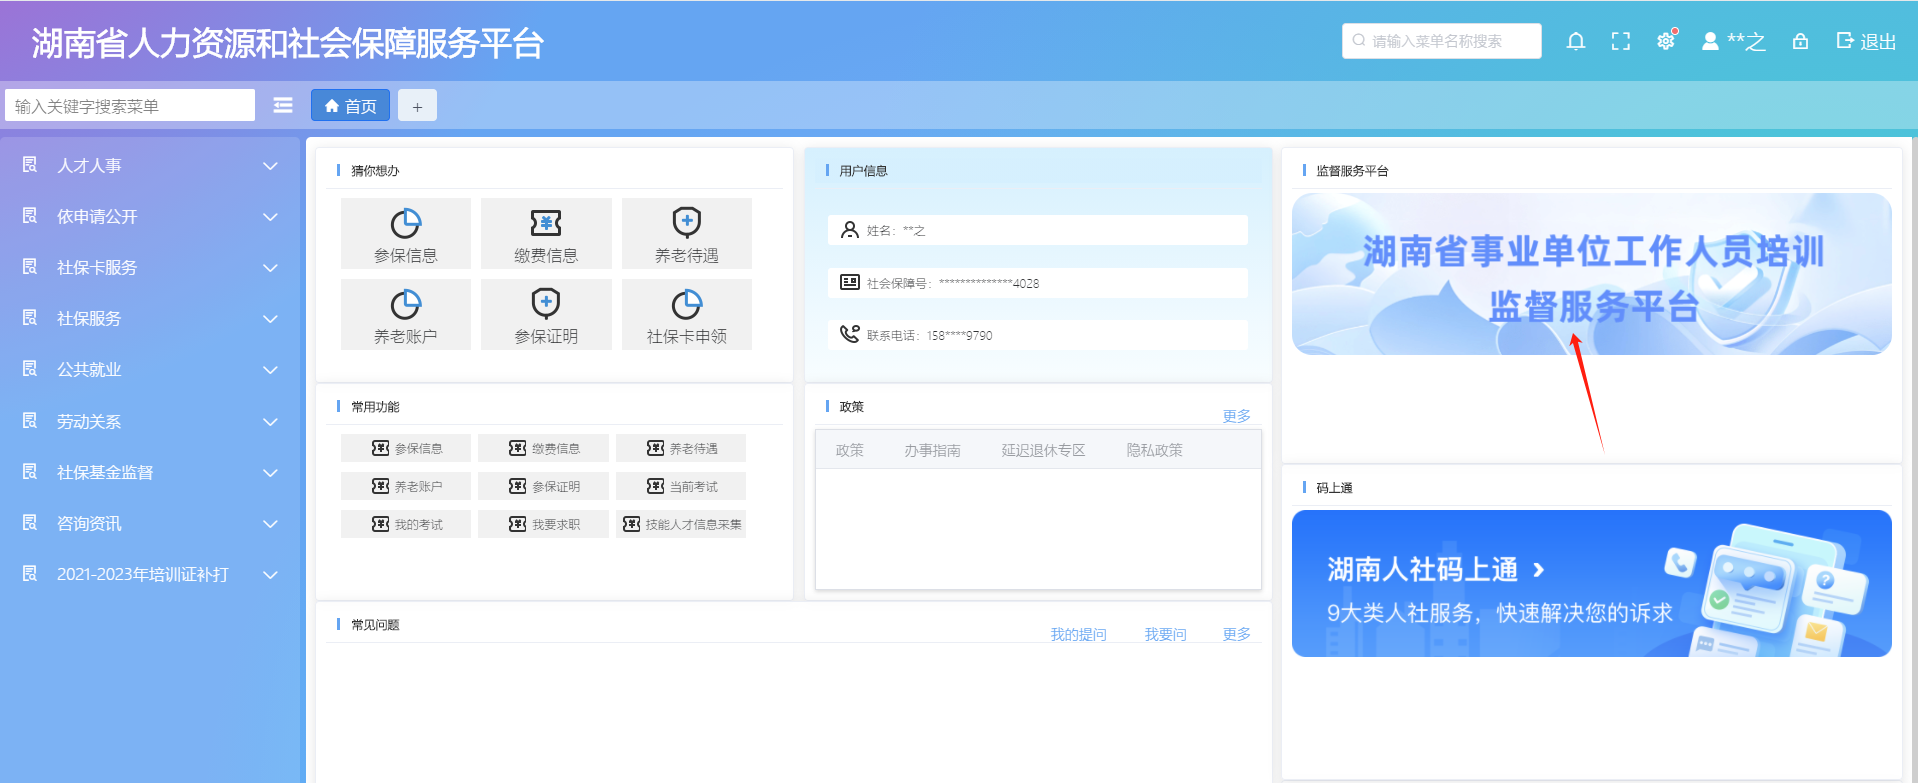 湖南省人力资源和社会保障服务平台
请输入菜单名称搜索
**之
退出
输入关键字搜索菜单
首页
+
人才人事
依申请公开
社保卡服务
社保服务
公共就业
劳动关系
社保基金监督
咨询资讯
2021-2023年培训证补打
猜你想办
参保信息
缴费信息
养老待遇
养老账户
参保证明
社保卡申领
用户信息
姓名：**之
社会保障号：**************4028
联系电话：158****9790
监督服务平台
湖南省事业单位工作人员培训
监督服务平台
常用功能
参保信息
缴费信息
养老待遇
养老账户
参保证明
当前考试
我的考试
我要求职
技能人才信息采集
政策
更多
政策
办事指南
延迟退休专区
隐私政策
码上通
湖南人社码上通
9大类人社服务，快速解决您的诉求
常见问题
我的提问
我要问
更多